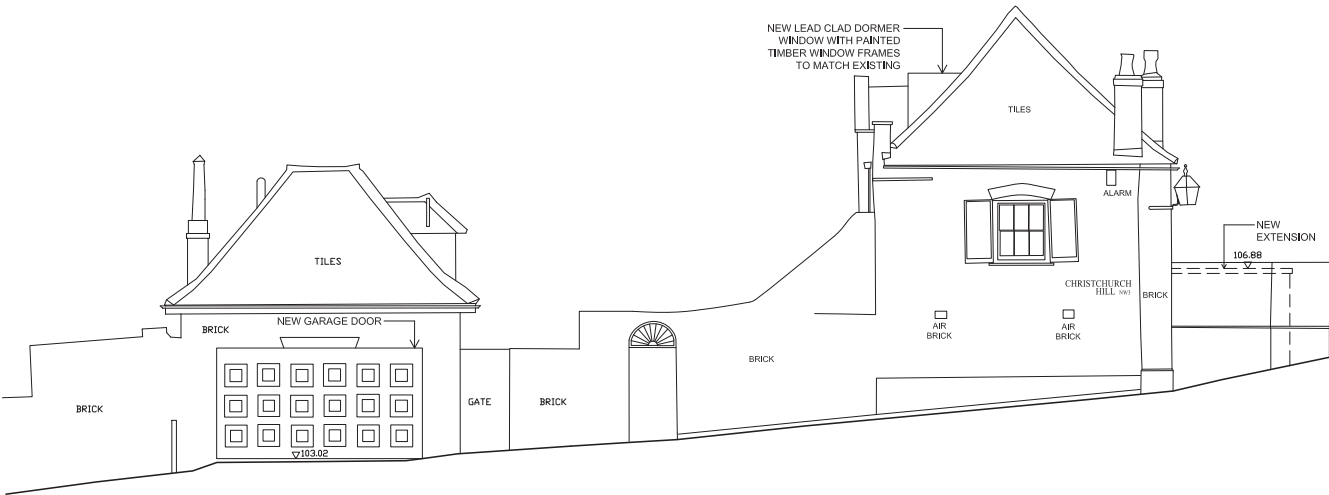 NEW LEAD CLAD DORMER
WINDOW WITH PAINTED
TIMBER WINDOW FRAMES
TO MATCH EXISTING
TILES
ALARM
NEW
EXTENSION
106.88
TILES
CHRISTCHURCH
HILL NW3
BRICK
BRICK
NEW GARAGE DOOR
AIR
BRICK
AIR
BRICK
BRICK
BRICK
GATE
BRICK
103.02